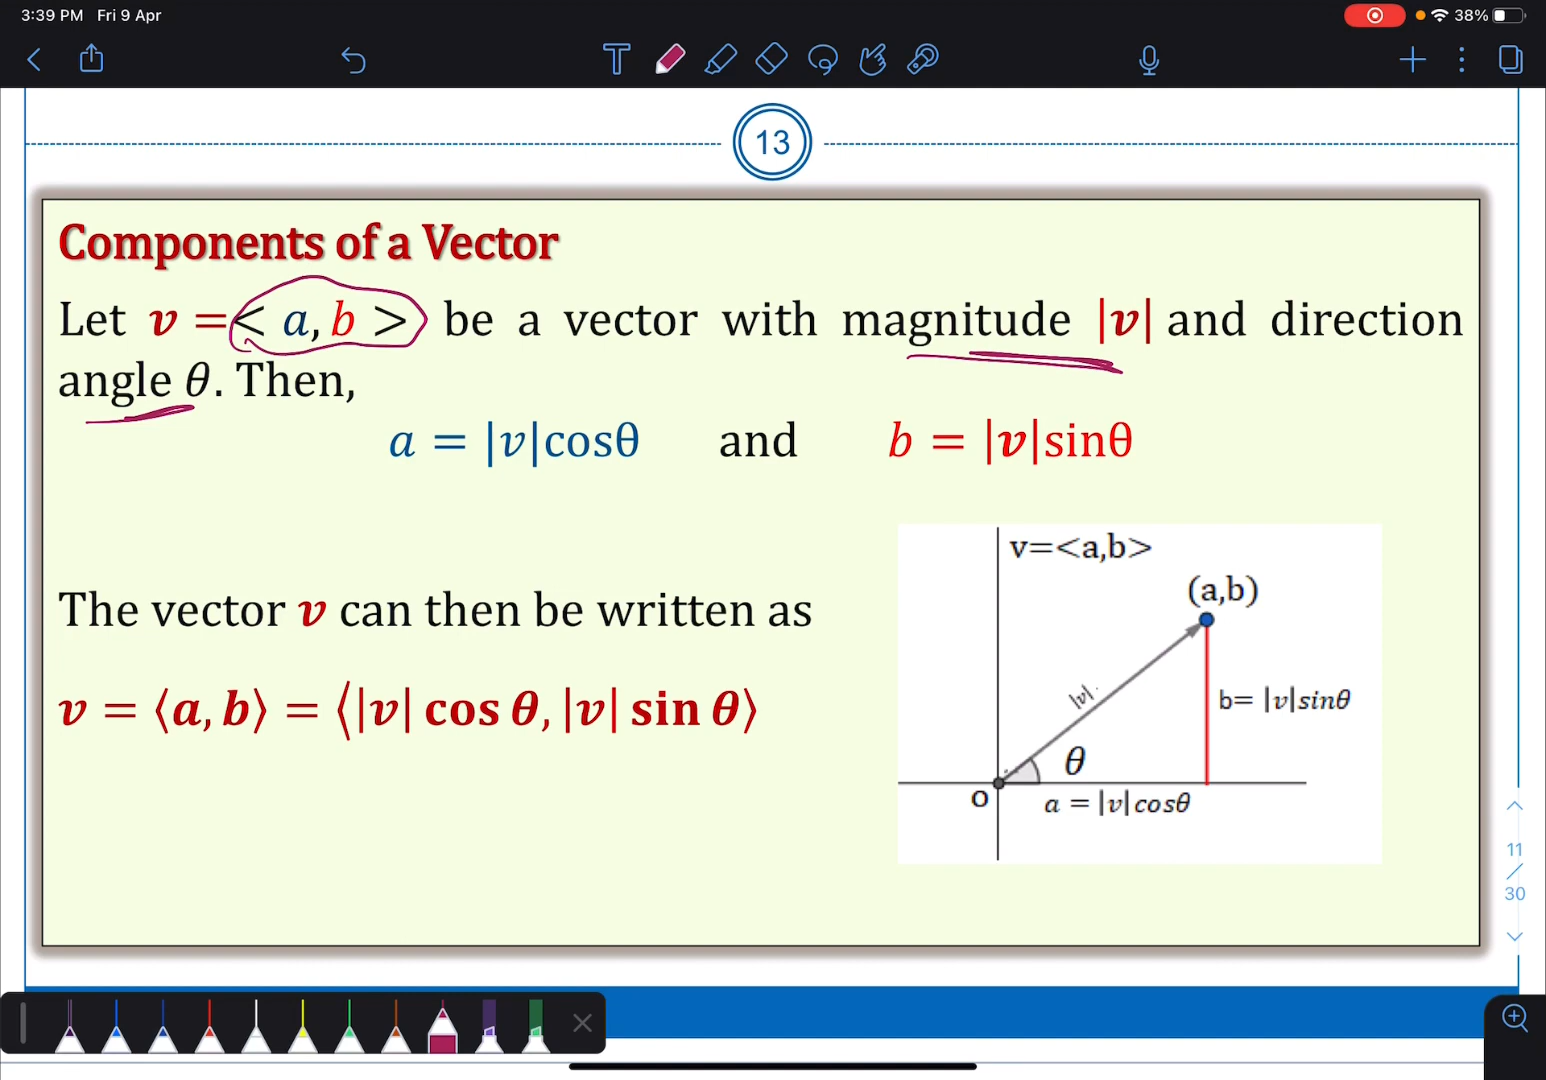 3:39 PM Fri 9 Apr
38%
13
Components of a Vector
Let v =< a, b > be a vector with magnitude |v| and direction
angle θ. Then,
a = |v|cosθ and b = |v|sinθ
The vector v can then be written as
v = ⟨a, b⟩ = ⟨|v| cos θ, |v| sin θ⟩
v=<a,b>
(a,b)
|v|.
b= |v|sinθ
θ
O
a = |v|cosθ
11
30